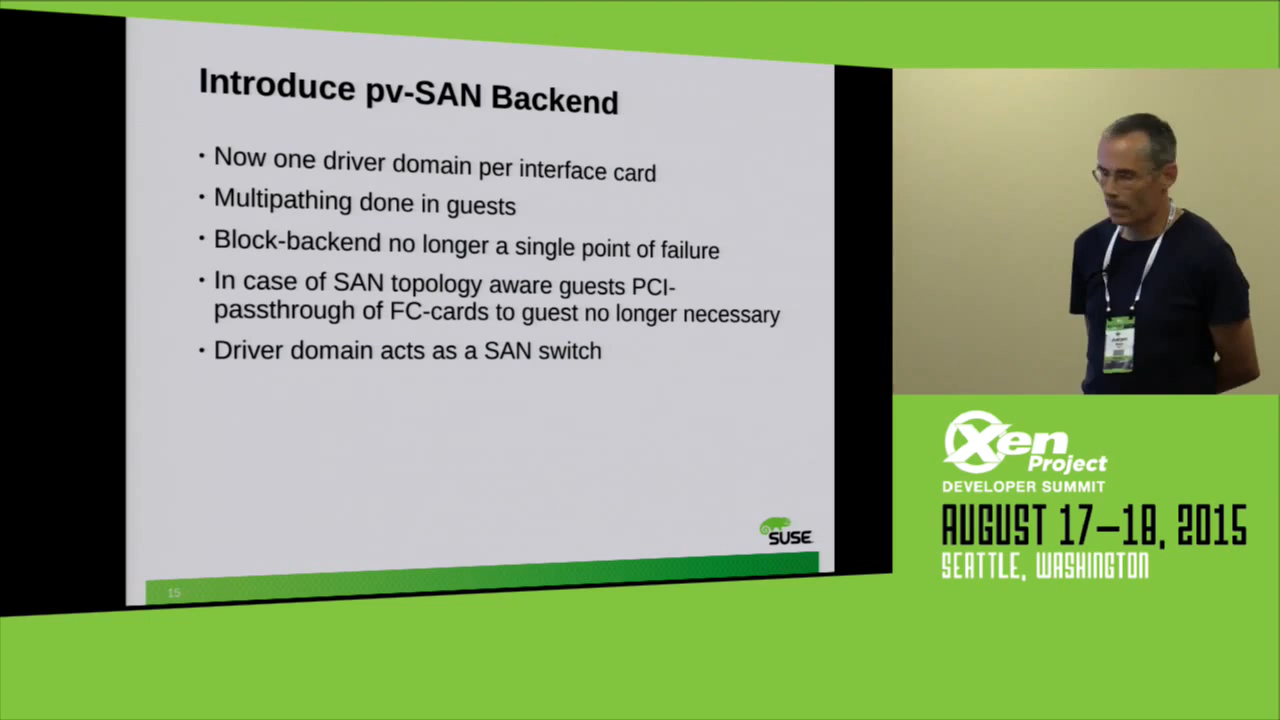 Introduce pv-SAN Backend
• Now one driver domain per interface card
• Multipathing done in guests
• Block-backend no longer a single point of failure
• In case of SAN topology aware guests PCI-
passthrough of FC-cards to guest no longer necessary
• Driver domain acts as a SAN switch
SUSE
15
Xen
Project
DEVELOPER SUMMIT
AUGUST 17–18, 2015
SEATTLE, WASHINGTON